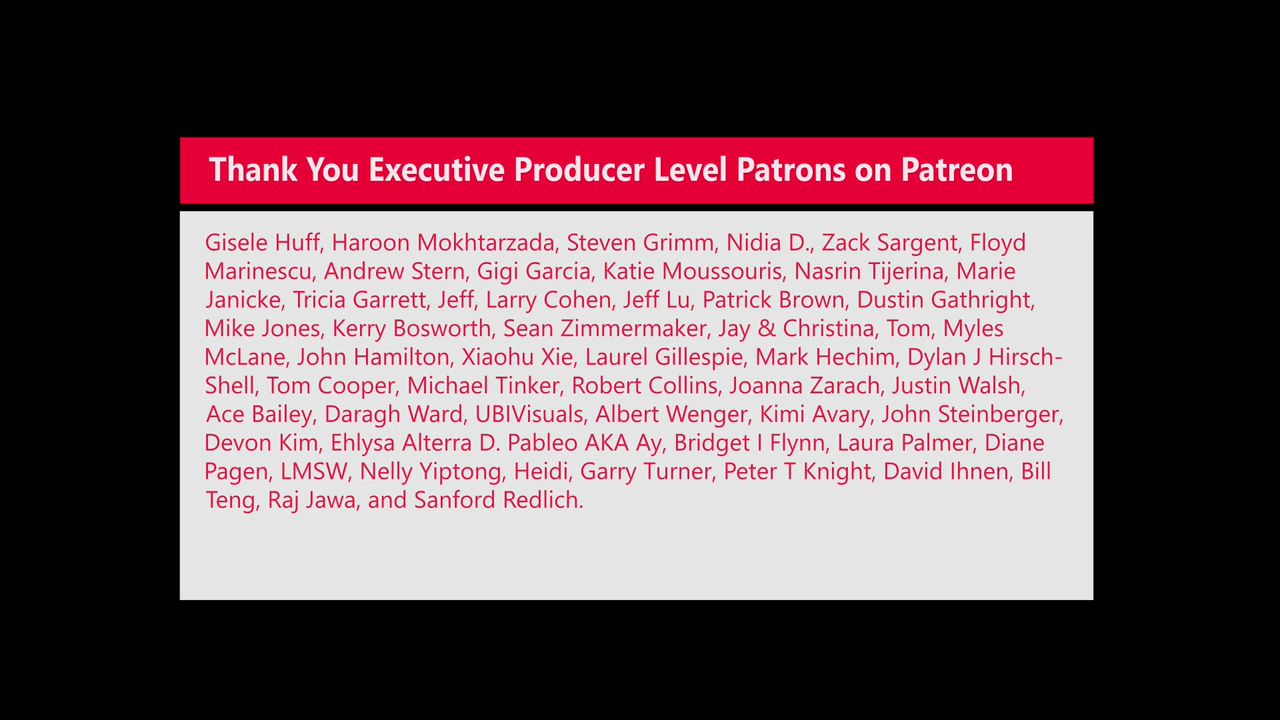 Thank You Executive Producer Level Patrons on Patreon
Gisele Huff, Haroon Mokhtarzada, Steven Grimm, Nidia D., Zack Sargent, Floyd
Marinescu, Andrew Stern, Gigi Garcia, Katie Moussouris, Nasrin Tijerina, Marie
Janicke, Tricia Garrett, Jeff, Larry Cohen, Jeff Lu, Patrick Brown, Dustin Gathright,
Mike Jones, Kerry Bosworth, Sean Zimmermaker, Jay & Christina, Tom, Myles
McLane, John Hamilton, Xiaohu Xie, Laurel Gillespie, Mark Hechim, Dylan J Hirsch-
Shell, Tom Cooper, Michael Tinker, Robert Collins, Joanna Zarach, Justin Walsh,
Ace Bailey, Daragh Ward, UBIVisuals, Albert Wenger, Kimi Avary, John Steinberger,
Devon Kim, Ehlysa Alterra D. Pableo AKA Ay, Bridget I Flynn, Laura Palmer, Diane
Pagen, LMSW, Nelly Yiptong, Heidi, Garry Turner, Peter T Knight, David Ihnen, Bill
Teng, Raj Jawa, and Sanford Redlich.